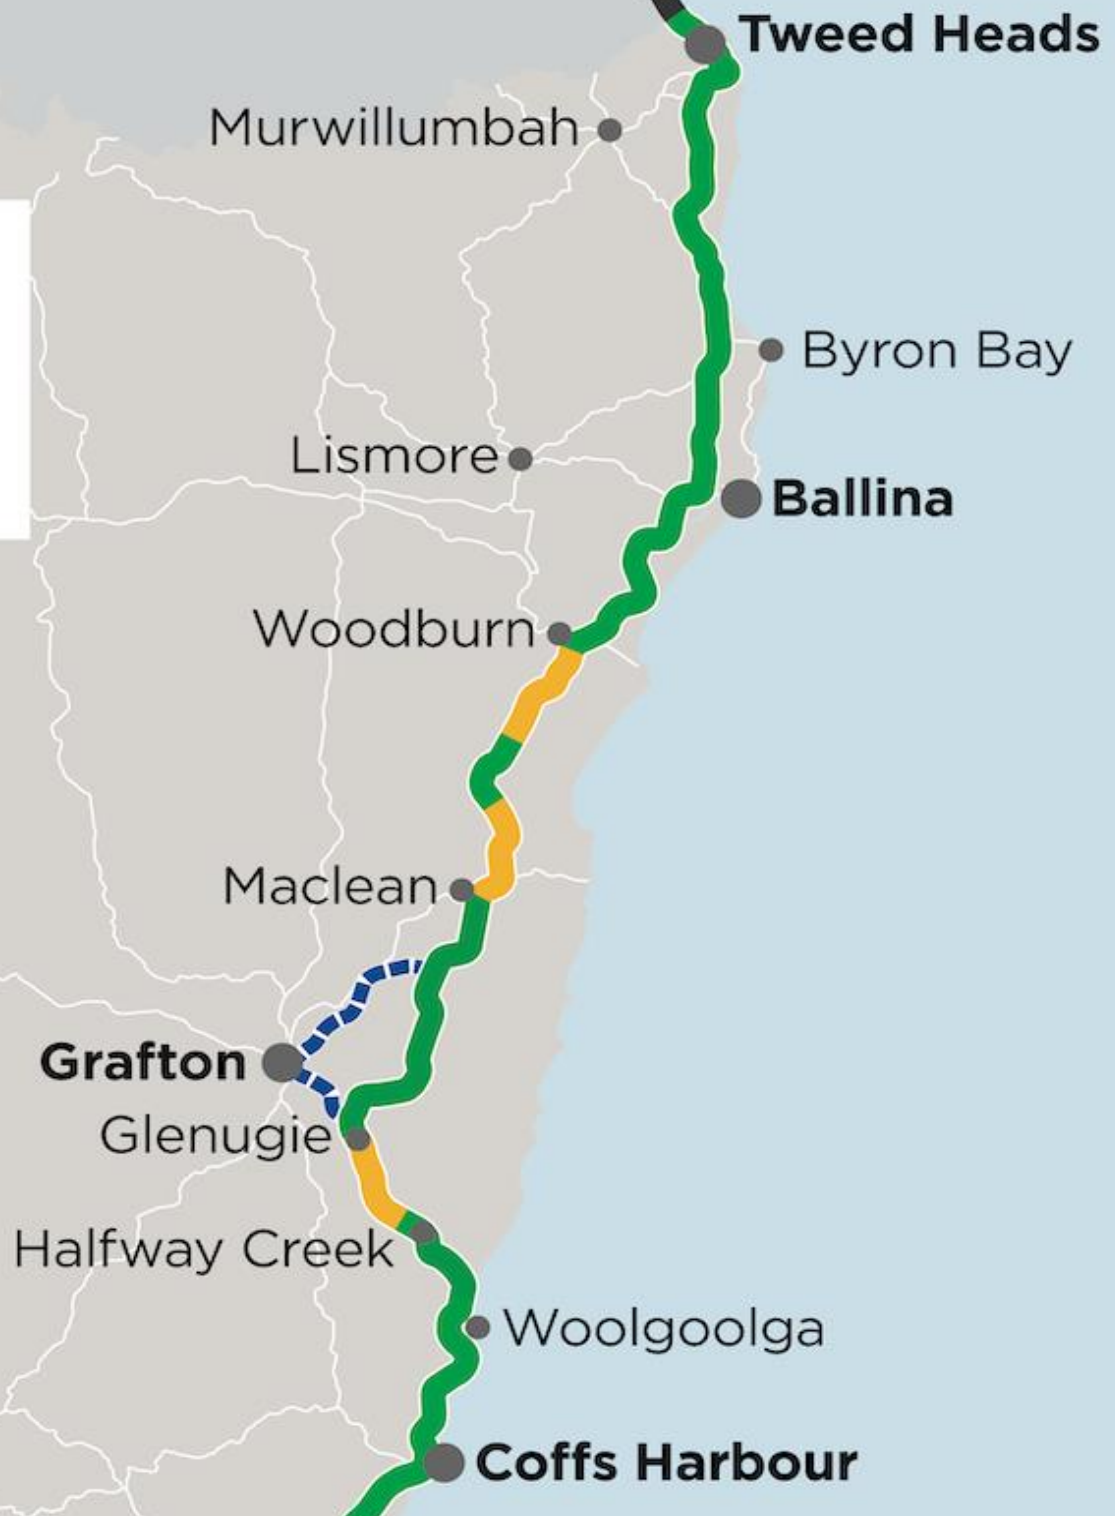 Tweed Heads
Murwillumbah
Byron Bay
Lismore
Ballina
Woodburn
Maclean
Grafton
Glenugie
Halfway Creek
Woolgoolga
Coffs Harbour